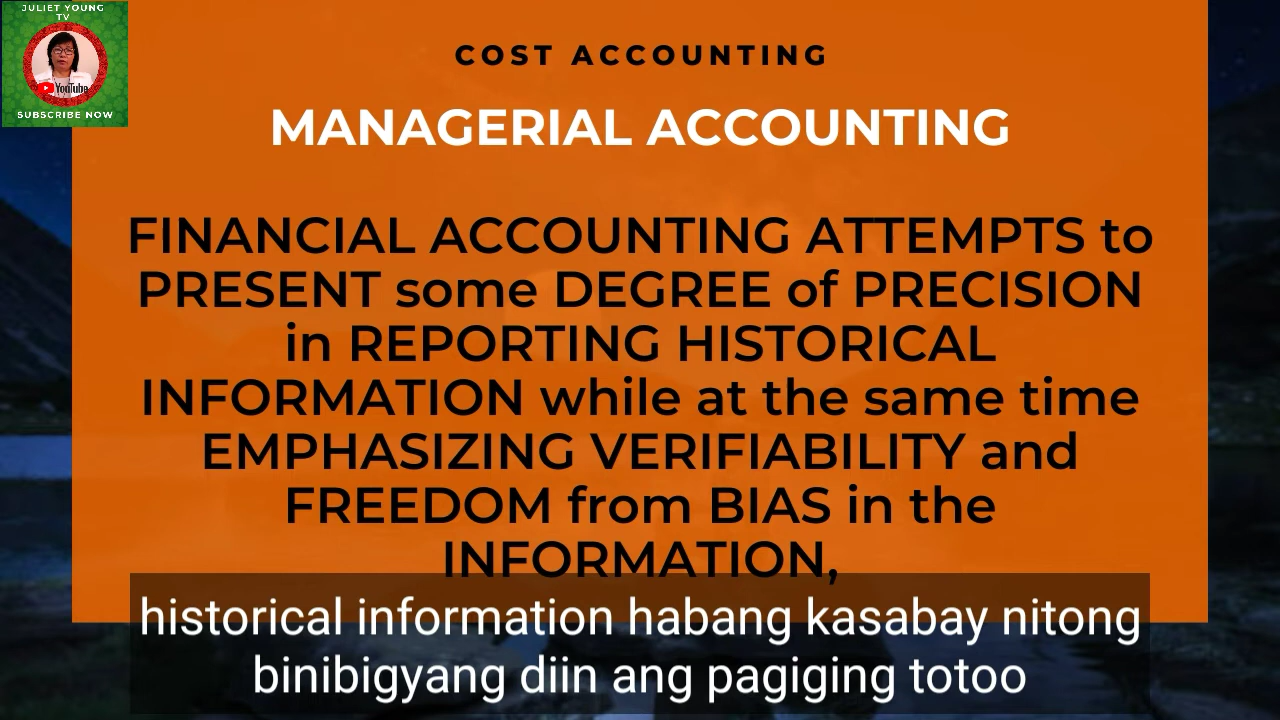 JULIET YOUNG
TV
YouTube
SUBSCRIBE NOW
COST ACCOUNTING
MANAGERIAL ACCOUNTING
FINANCIAL ACCOUNTING ATTEMPTS to
PRESENT some DEGREE of PRECISION
in REPORTING HISTORICAL
INFORMATION while at the same time
EMPHASIZING VERIFIABILITY and
FREEDOM from BIAS in the
INFORMATION,
historical information habang kasabay nitong
binibigyang diin ang pagiging totoo